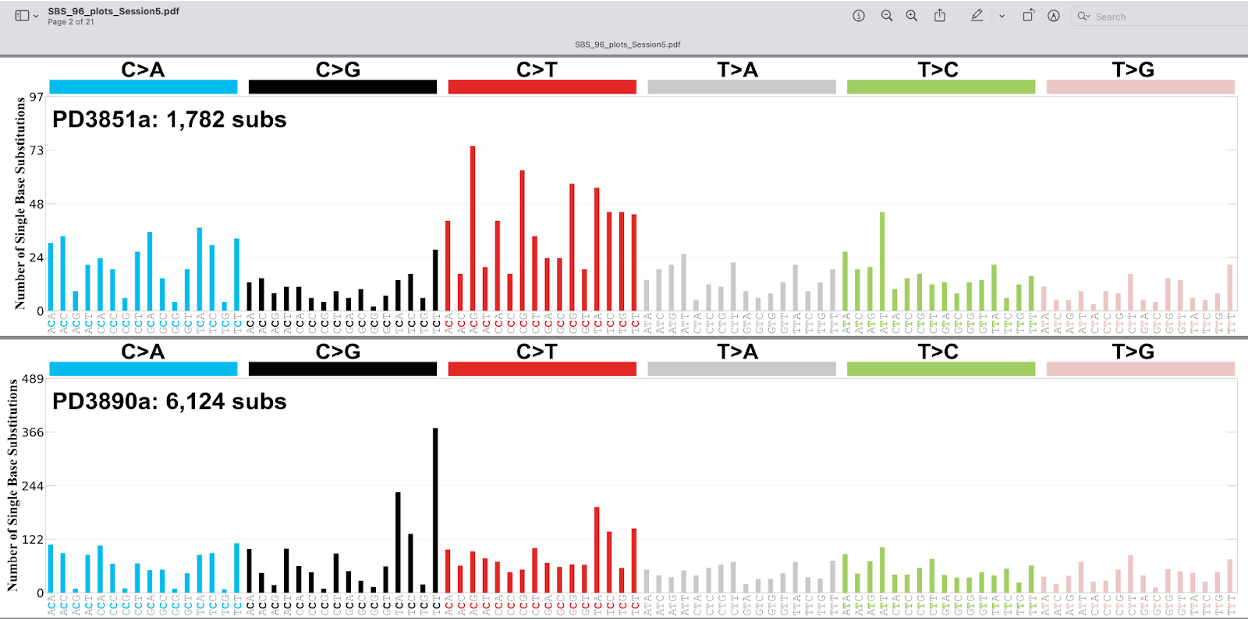 SBS_96_plots_Session5.pdf
Page 2 of 21
Search
SBS_96_plots_Session5.pdf
C>A C>G C>T T>A T>C T>G
Number of Single Base Substitutions
97
73
48
24
0
PD3851a: 1,782 subs
ACA ACC ACG ACT CCA CCC CCG CCT GCA GCC GCG GCT TCA TCC TCG TCT ACA ACC ACG ACT CCA CCC CCG CCT GCA GCC GCG GCT TCA TCC TCG TCT ACA ACC ACG ACT CCA CCC CCG CCT GCA GCC GCG GCT TCA TCC TCG TCT ATA ATC ATG ATT CTA CTC CTG CTT GTA GTC GTG GTT TTA TTC TTG TTT ATA ATC ATG ATT CTA CTC CTG CTT GTA GTC GTG GTT TTA TTC TTG TTT ATA ATC ATG ATT CTA CTC CTG CTT GTA GTC GTG GTT TTA TTC TTG TTT
C>A C>G C>T T>A T>C T>G
Number of Single Base Substitutions
489
366
244
122
0
PD3890a: 6,124 subs
ACA ACC ACG ACT CCA CCC CCG CCT GCA GCC GCG GCT TCA TCC TCG TCT ACA ACC ACG ACT CCA CCC CCG CCT GCA GCC GCG GCT TCA TCC TCG TCT ACA ACC ACG ACT CCA CCC CCG CCT GCA GCC GCG GCT TCA TCC TCG TCT ATA ATC ATG ATT CTA CTC CTG CTT GTA GTC GTG GTT TTA TTC TTG TTT ATA ATC ATG ATT CTA CTC CTG CTT GTA GTC GTG GTT TTA TTC TTG TTT ATA ATC ATG ATT CTA CTC CTG CTT GTA GTC GTG GTT TTA TTC TTG TTT